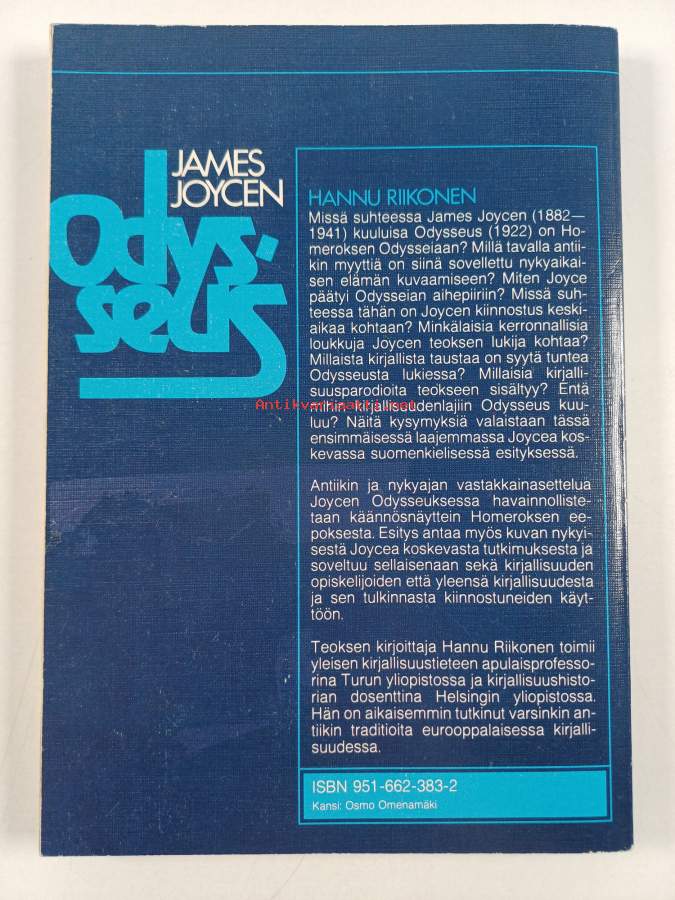 JAMES
JOYCEN
Odys-
seus
HANNU RIIKONEN
Missä suhteessa James Joycen (1882—
1941) kuuluisa Odysseus (1922) on Ho-
meroksen Odysseiaan? Millä tavalla antii-
kin myyttiä on siinä sovellettu nykyaikai-
sen elämän kuvaamiseen? Miten Joyce
päätyi Odysseian aihepiiriin? Missä suh-
teessa tähän on Joycen kiinnostus keski-
aikaa kohtaan? Minkälaisia kerronnallisia
loukkuja Joycen teoksen lukija kohtaa?
Millaista kirjallista taustaa on syytä tuntea
Odysseusta lukiessa? Millaisia kirjalli-
suusparodioita teokseen sisältyy? Entä
mihin kirjallisuudenlajiin Odysseus kuu-
luu? Näitä kysymyksiä valaistaan tässä
ensimmäisessä laajemmassa Joycea kos-
kevassa suomenkielisessä esityksessä.
Antikvariaatti.net
Antiikin ja nykyajan vastakkainasettelua
Joycen Odysseuksessa havainnolliste-
taan käännösnäyttein Homeroksen ee-
poksesta. Esitys antaa myös kuvan nykyi-
sestä Joycea koskevasta tutkimuksesta ja
soveltuu sellaisenaan sekä kirjallisuuden
opiskelijoiden että yleensä kirjallisuudesta
ja sen tulkinnasta kiinnostuneiden käyt-
töön.
Teoksen kirjoittaja Hannu Riikonen toimii
yleisen kirjallisuustieteen apulaisprofesso-
rina Turun yliopistossa ja kirjallisuushisto-
rian dosenttina Helsingin yliopistossa.
Hän on aikaisemmin tutkinut varsinkin an-
tiikin traditioita eurooppalaisessa kirjalli-
suudessa.
ISBN 951-662-383-2
Kansi: Osmo Omenamäki